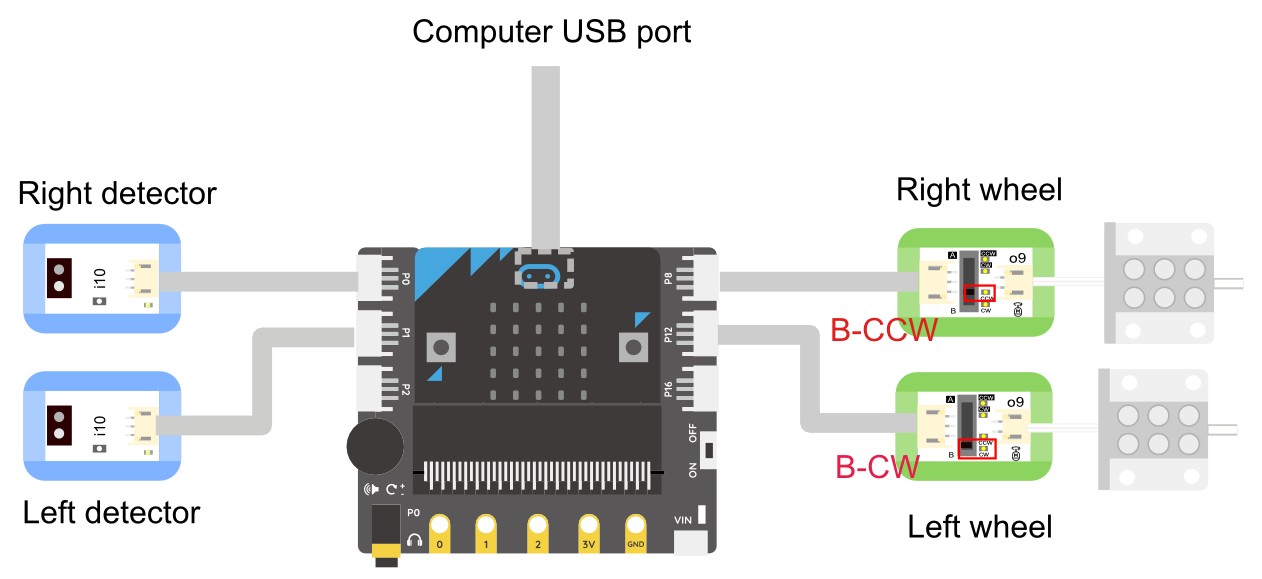 Computer USB port
Right detector
Right wheel
i10
P0
P8
A
CCW
CW
o9
CCW
B
CW
B-CCW
P1
P12
Left detector
i10
P2
P16
A
CCW
CW
o9
B
CW
B-CW
Left wheel
OFF
ON
+
-
P0
VIN
0
1
2
3V
GND